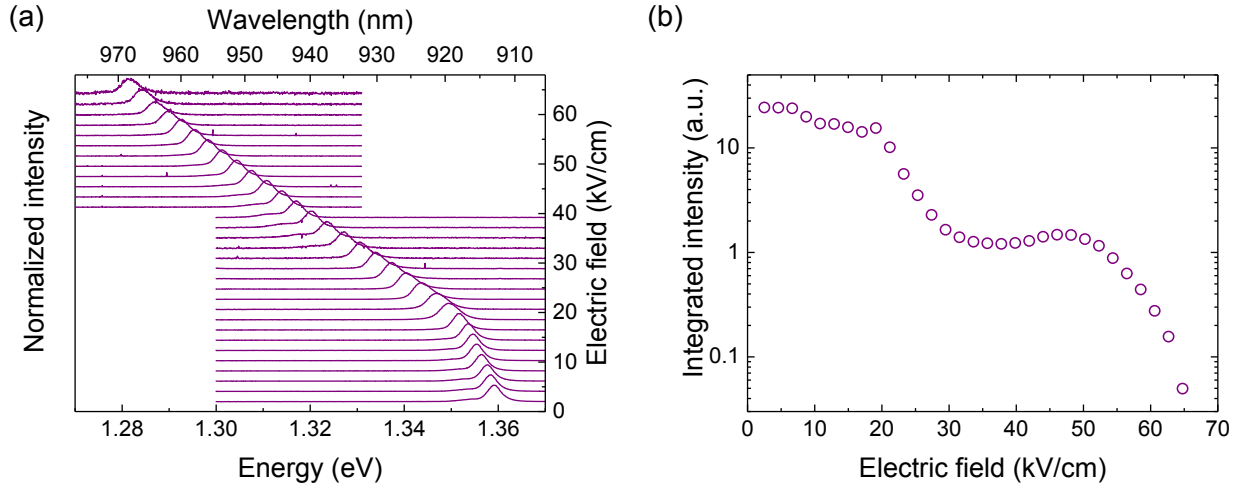 (a)
Wavelength (nm)
970 960 950 940 930 920 910
Normalized intensity
Electric field (kV/cm)
60
50
40
30
20
10
0
1.28 1.30 1.32 1.34 1.36
Energy (eV)
(b)
Integrated intensity (a.u.)
10
1
0.1
0 10 20 30 40 50 60 70
Electric field (kV/cm)